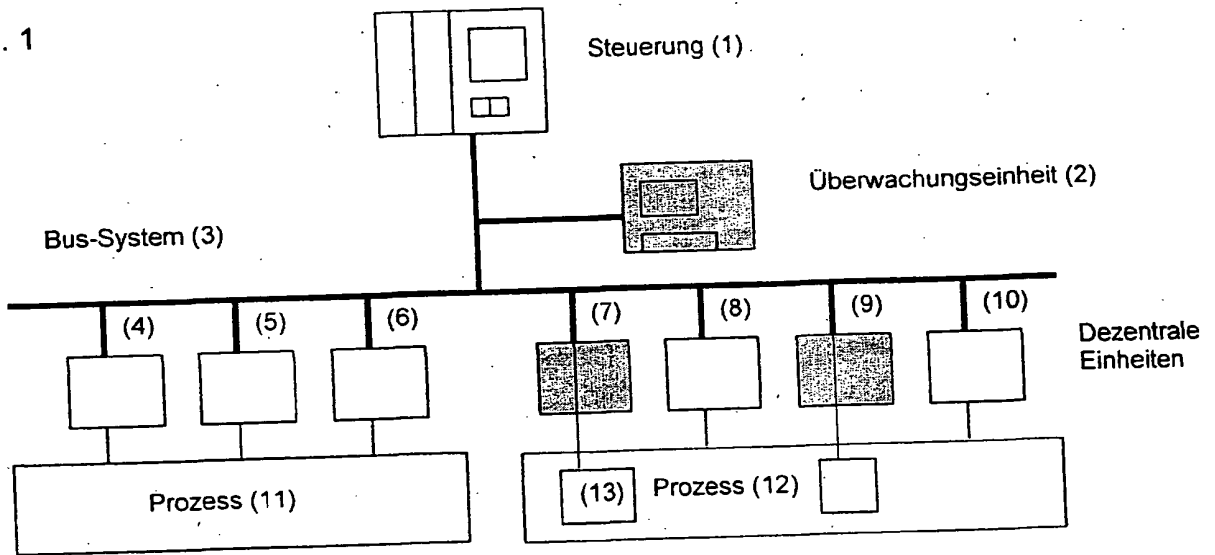 . 1
Steuerung (1)
Überwachungseinheit (2)
Bus-System (3)
(4) (5) (6) (7) (8) (9) (10)
Dezentrale
Einheiten
Prozess (11)
(13) Prozess (12)